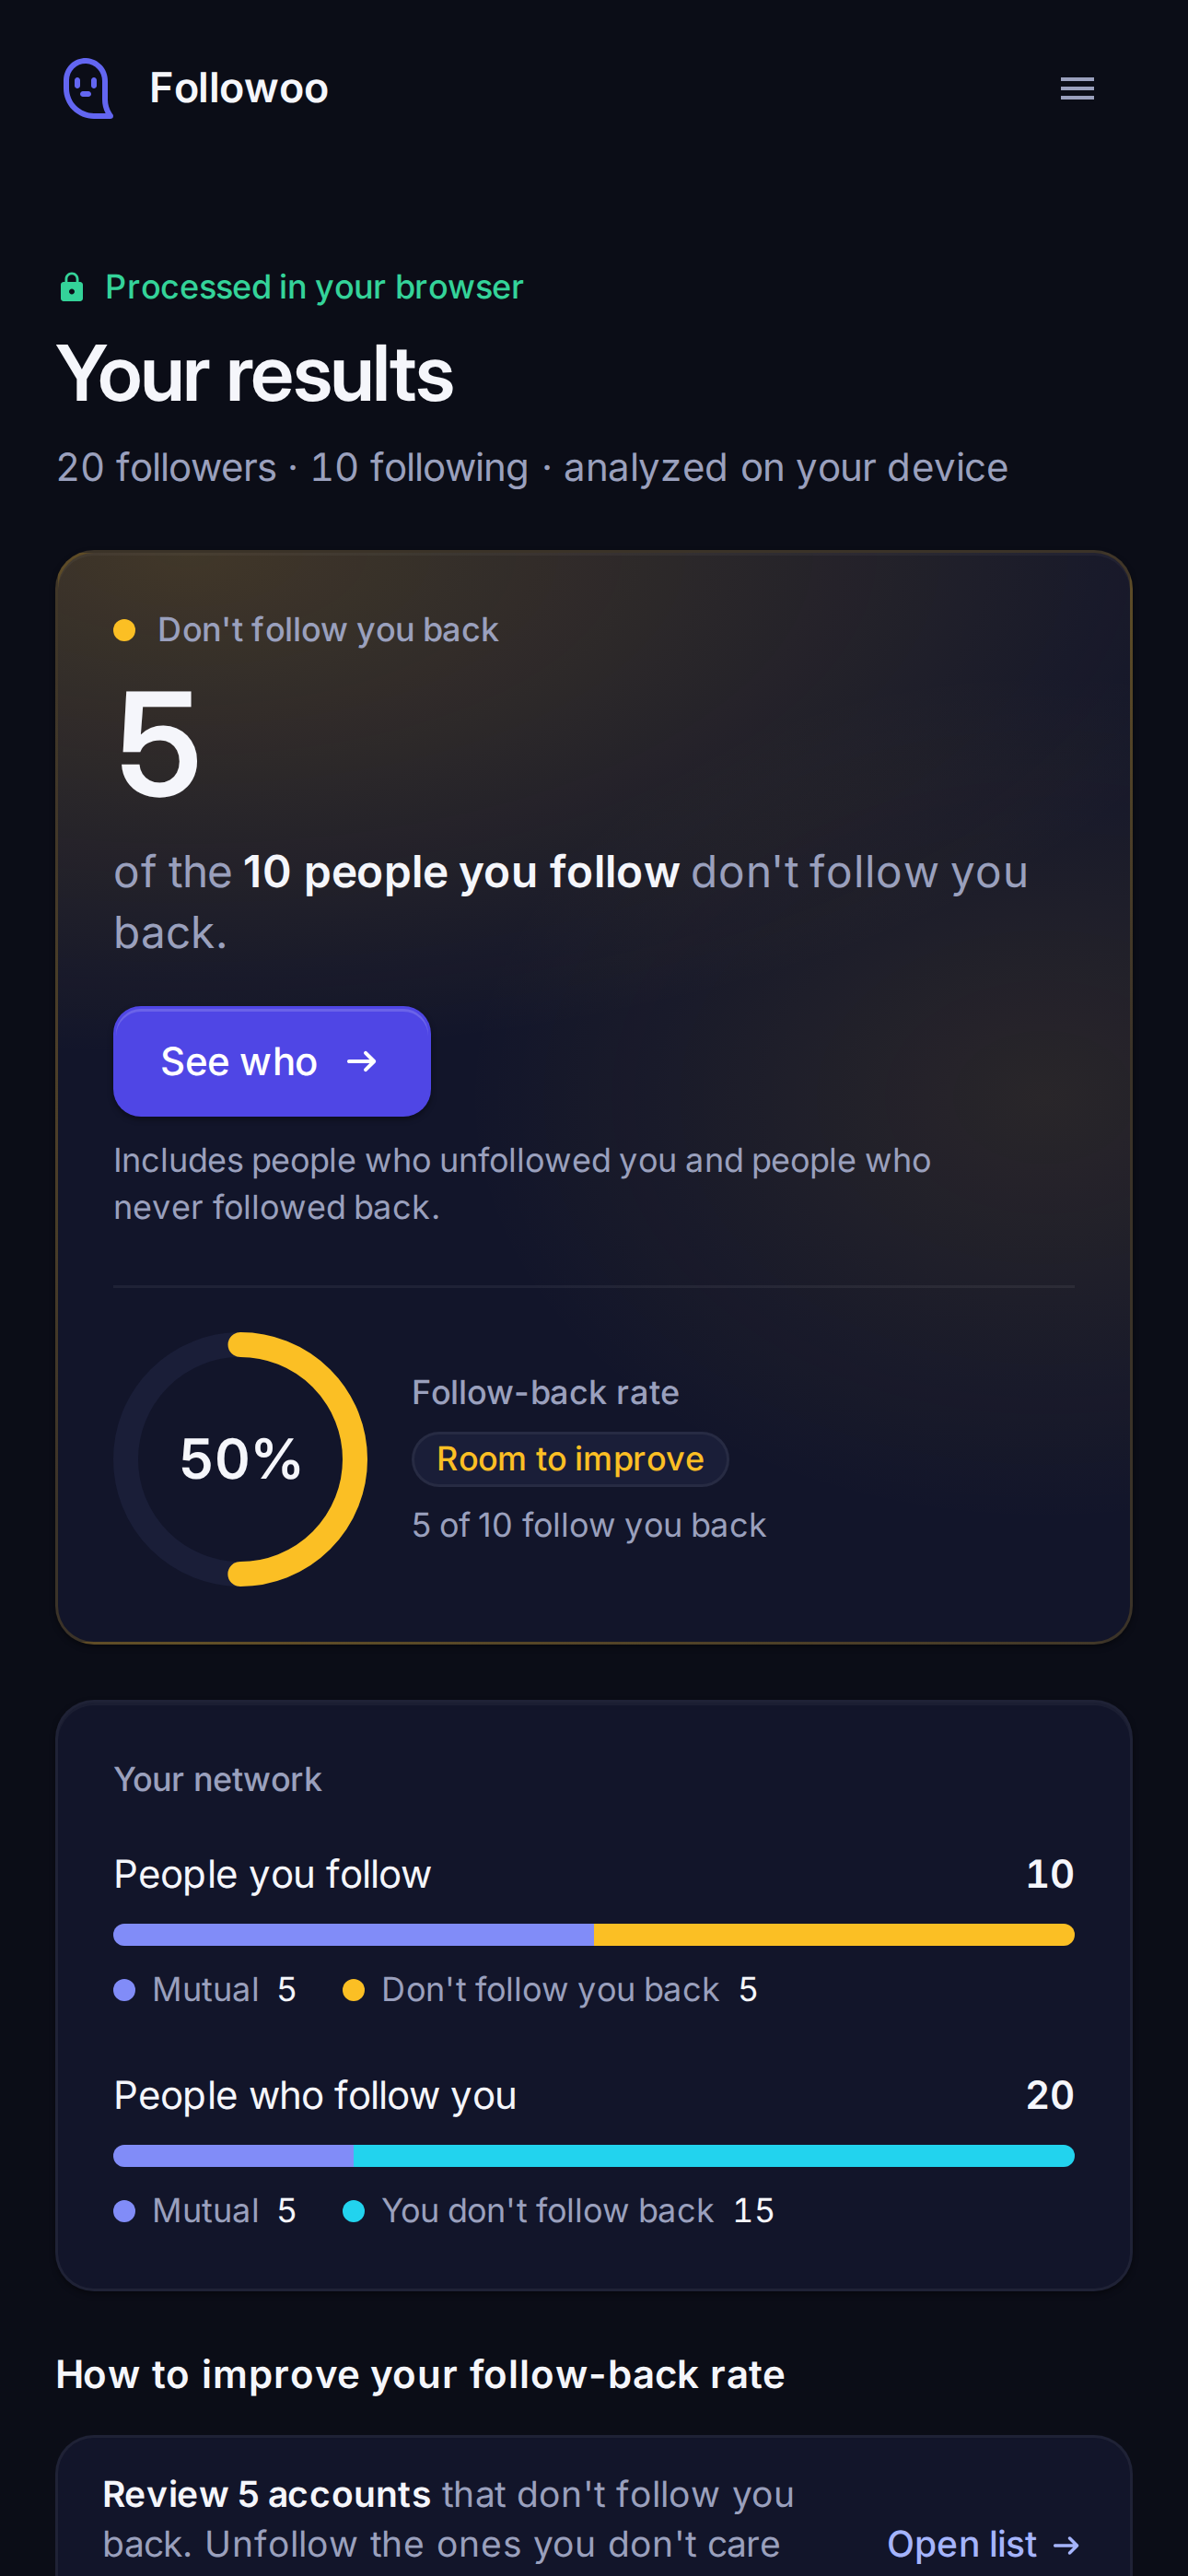 Followoo
Processed in your browser
Your results
20 followers · 10 following · analyzed on your device
Don't follow you back
5
of the 10 people you follow don't follow you
back.
See who →
Includes people who unfollowed you and people who
never followed back.
50%
Follow-back rate
Room to improve
5 of 10 follow you back
Your network
People you follow 10
Mutual 5 Don't follow you back 5
People who follow you 20
Mutual 5 You don't follow back 15
How to improve your follow-back rate
Review 5 accounts that don't follow you
back. Unfollow the ones you don't care
Open list →